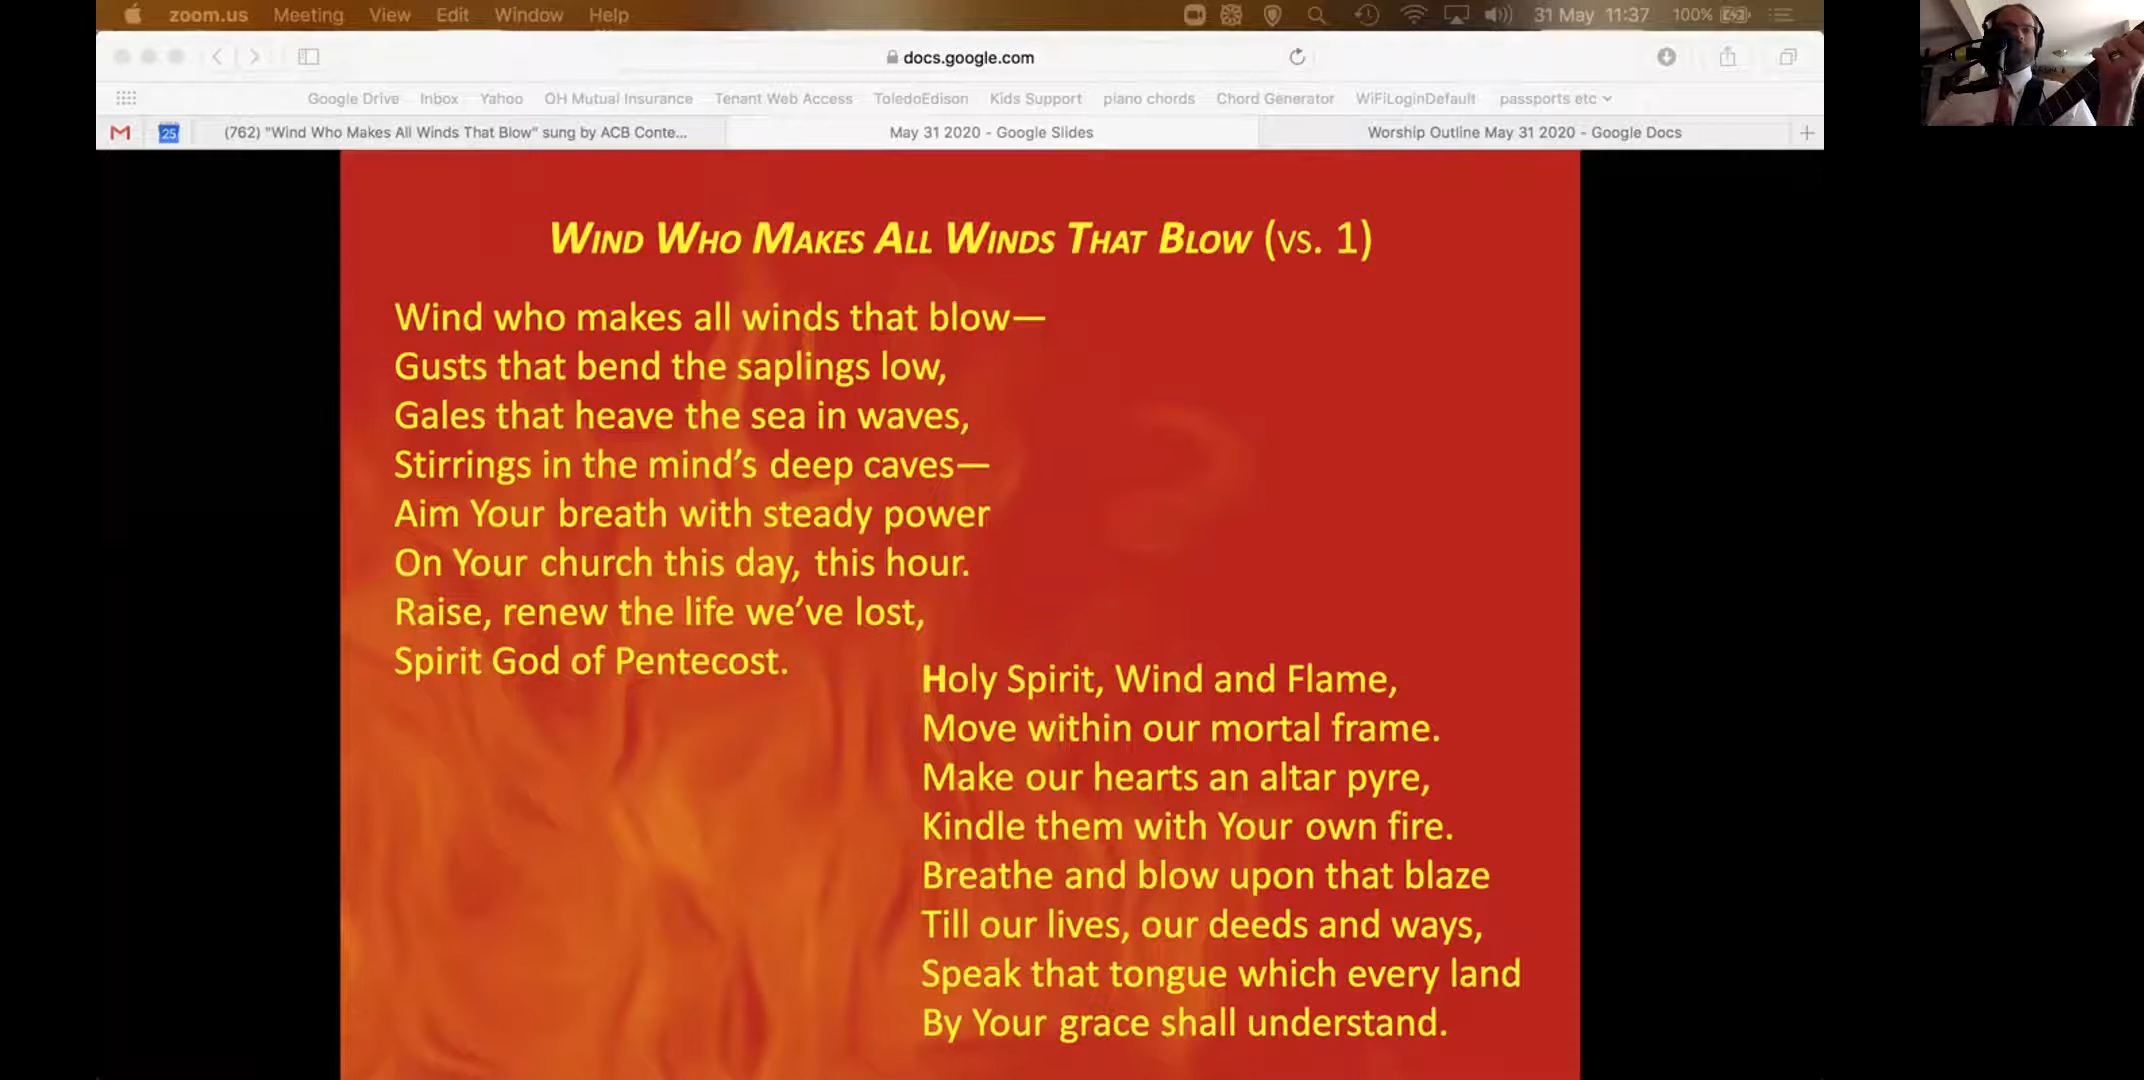 zoom.us Meeting View Edit Window Help 31 May 11:37 100%
docs.google.com
Google Drive Inbox Yahoo OH Mutual Insurance Tenant Web Access ToledoEdison Kids Support piano chords Chord Generator WiFiLoginDefault passports etc
25 (762) "Wind Who Makes All Winds That Blow" sung by ACB Conte... May 31 2020 - Google Slides Worship Outline May 31 2020 - Google Docs
WIND WHO MAKES ALL WINDS THAT BLOW (VS. 1)
Wind who makes all winds that blow—
Gusts that bend the saplings low,
Gales that heave the sea in waves,
Stirrings in the mind’s deep caves—
Aim Your breath with steady power
On Your church this day, this hour.
Raise, renew the life we’ve lost,
Spirit God of Pentecost.
Holy Spirit, Wind and Flame,
Move within our mortal frame.
Make our hearts an altar pyre,
Kindle them with Your own fire.
Breathe and blow upon that blaze
Till our lives, our deeds and ways,
Speak that tongue which every land
By Your grace shall understand.